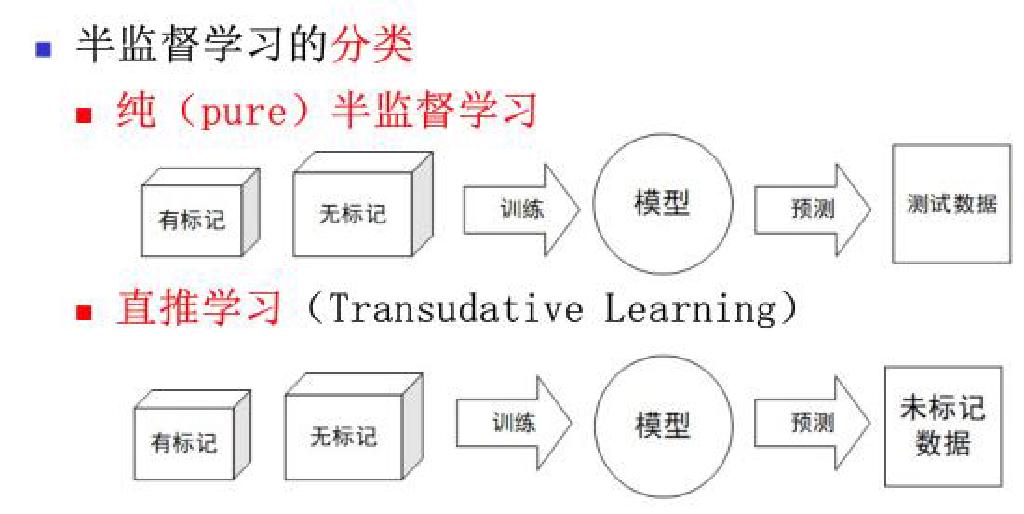 半监督学习的分类
纯（pure）半监督学习
有标记
无标记
训练
模型
预测
测试数据
直推学习（Transudative Learning）
有标记
无标记
训练
模型
预测
未标记
数据